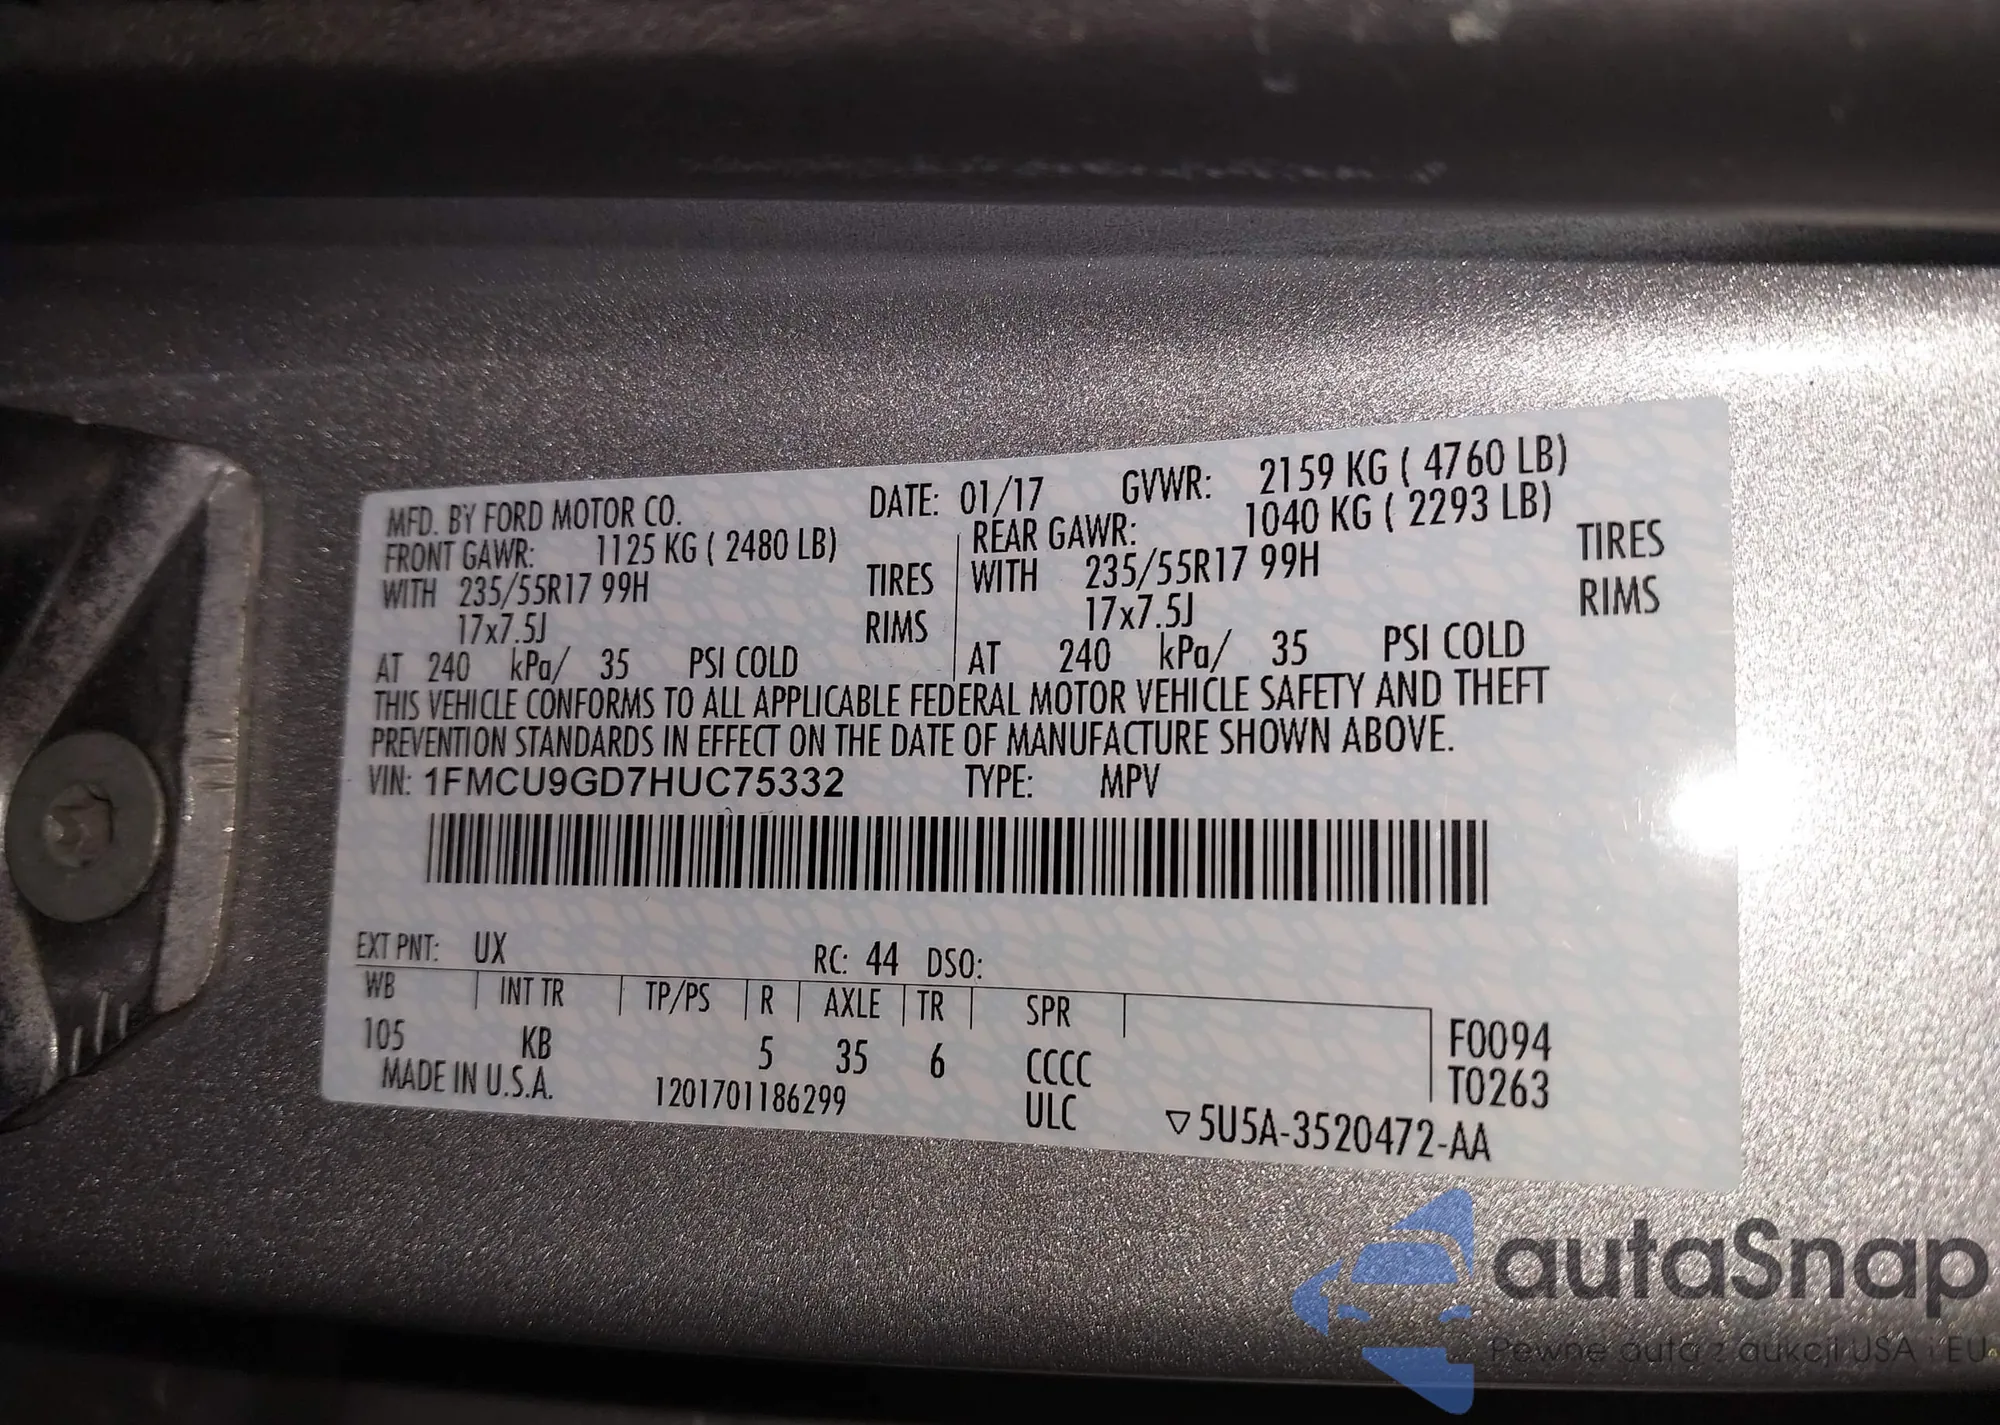 MFD. BY FORD MOTOR CO. DATE: 01/17 GVWR: 2159 KG ( 4760 LB)
FRONT GAWR: 1125 KG ( 2480 LB) REAR GAWR: 1040 KG ( 2293 LB)
WITH 235/55R17 99H TIRES WITH 235/55R17 99H TIRES
17x7.5J RIMS 17x7.5J RIMS
AT 240 kPa/ 35 PSI COLD AT 240 kPa/ 35 PSI COLD
THIS VEHICLE CONFORMS TO ALL APPLICABLE FEDERAL MOTOR VEHICLE SAFETY AND THEFT
PREVENTION STANDARDS IN EFFECT ON THE DATE OF MANUFACTURE SHOWN ABOVE.
VIN: 1FMCU9GD7HUC75332 TYPE: MPV
EXT PNT: UX RC: 44 DSO:
WB INT TR TP/PS R AXLE TR SPR
105 KB 5 35 6 CCCC F0094
MADE IN U.S.A. 1201701186299 ULC T0263
▽5U5A-3520472-AA
autaSnap
Pewne auta z aukcji USA i EU